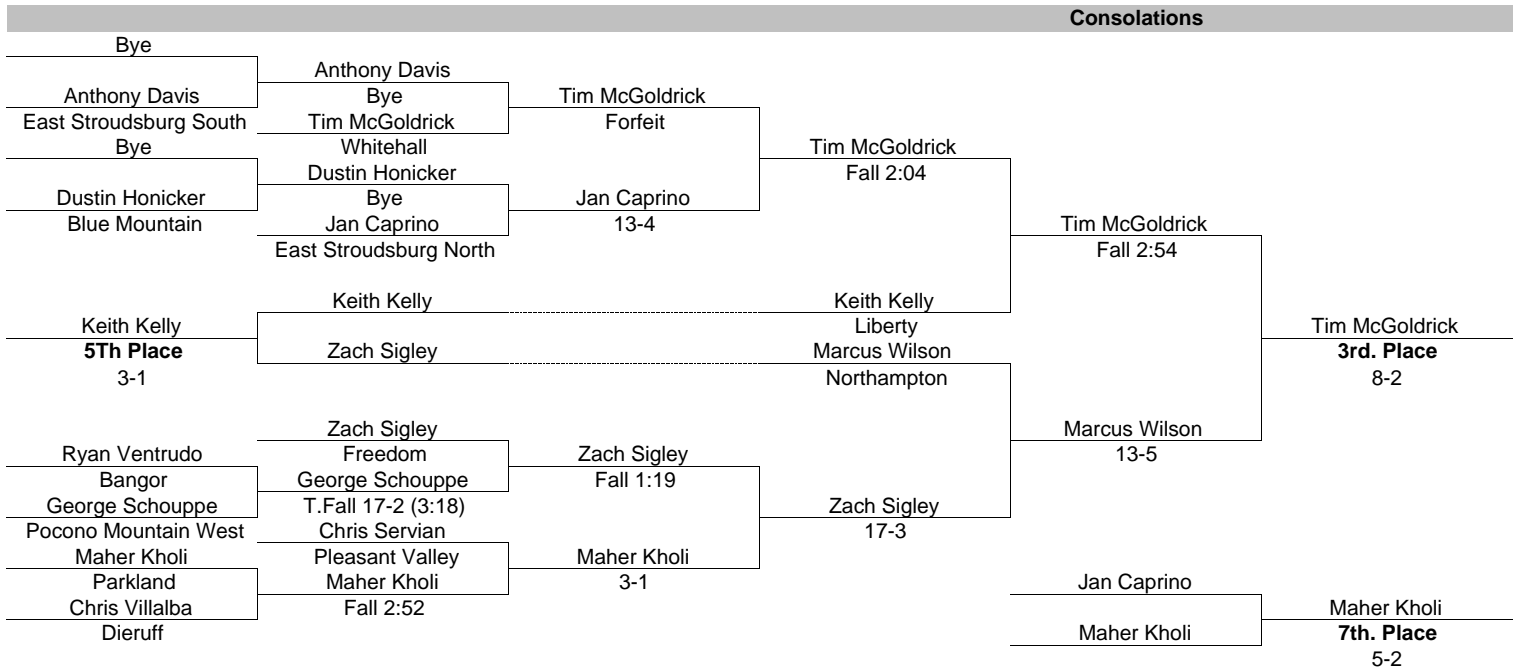 Consolations
Bye
Anthony Davis
Anthony Davis Bye Tim McGoldrick
East Stroudsburg South Tim McGoldrick Forfeit
Bye Whitehall Tim McGoldrick
Dustin Honicker Fall 2:04
Dustin Honicker Bye Jan Caprino
Blue Mountain Jan Caprino 13-4 Tim McGoldrick
East Stroudsburg North Fall 2:54
Keith Kelly Keith Kelly
Keith Kelly Liberty Tim McGoldrick
5Th Place Zach Sigley Marcus Wilson 3rd. Place
3-1 Northampton 8-2
Zach Sigley Marcus Wilson
Ryan Ventrudo Freedom Zach Sigley 13-5
Bangor George Schouppe Fall 1:19
George Schouppe T.Fall 17-2 (3:18) Zach Sigley
Pocono Mountain West Chris Servian 17-3
Maher Kholi Pleasant Valley Maher Kholi
Parkland Maher Kholi 3-1 Jan Caprino
Chris Villalba Fall 2:52 Maher Kholi
Dieruff Maher Kholi 7th. Place
5-2